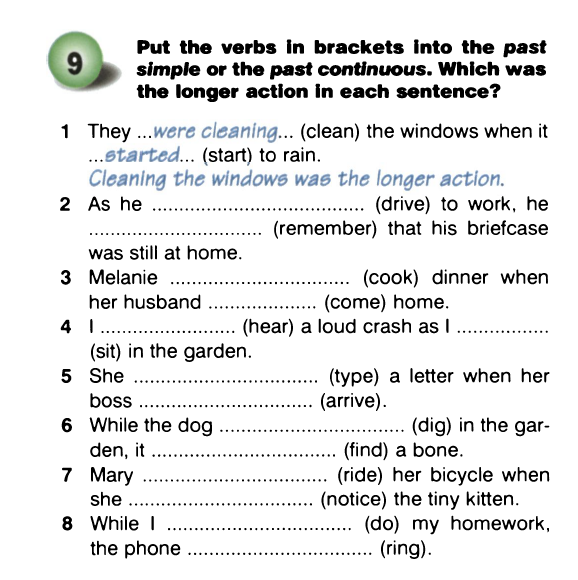 9
Put the verbs in brackets into the past
simple or the past continuous. Which was
the longer action in each sentence?
1 They ...were cleaning... (clean) the windows when it
...started... (start) to rain.
Cleaning the windows was the longer action.
2 As he ...................................... (drive) to work, he
............................... (remember) that his briefcase
was still at home.
3 Melanie ................................ (cook) dinner when
her husband .................... (come) home.
4 I ........................ (hear) a loud crash as I .................
(sit) in the garden.
5 She ................................. (type) a letter when her
boss ............................... (arrive).
6 While the dog ................................. (dig) in the gar-
den, it ................................. (find) a bone.
7 Mary ................................. (ride) her bicycle when
she ................................. (notice) the tiny kitten.
8 While I ................................. (do) my homework,
the phone ................................. (ring).